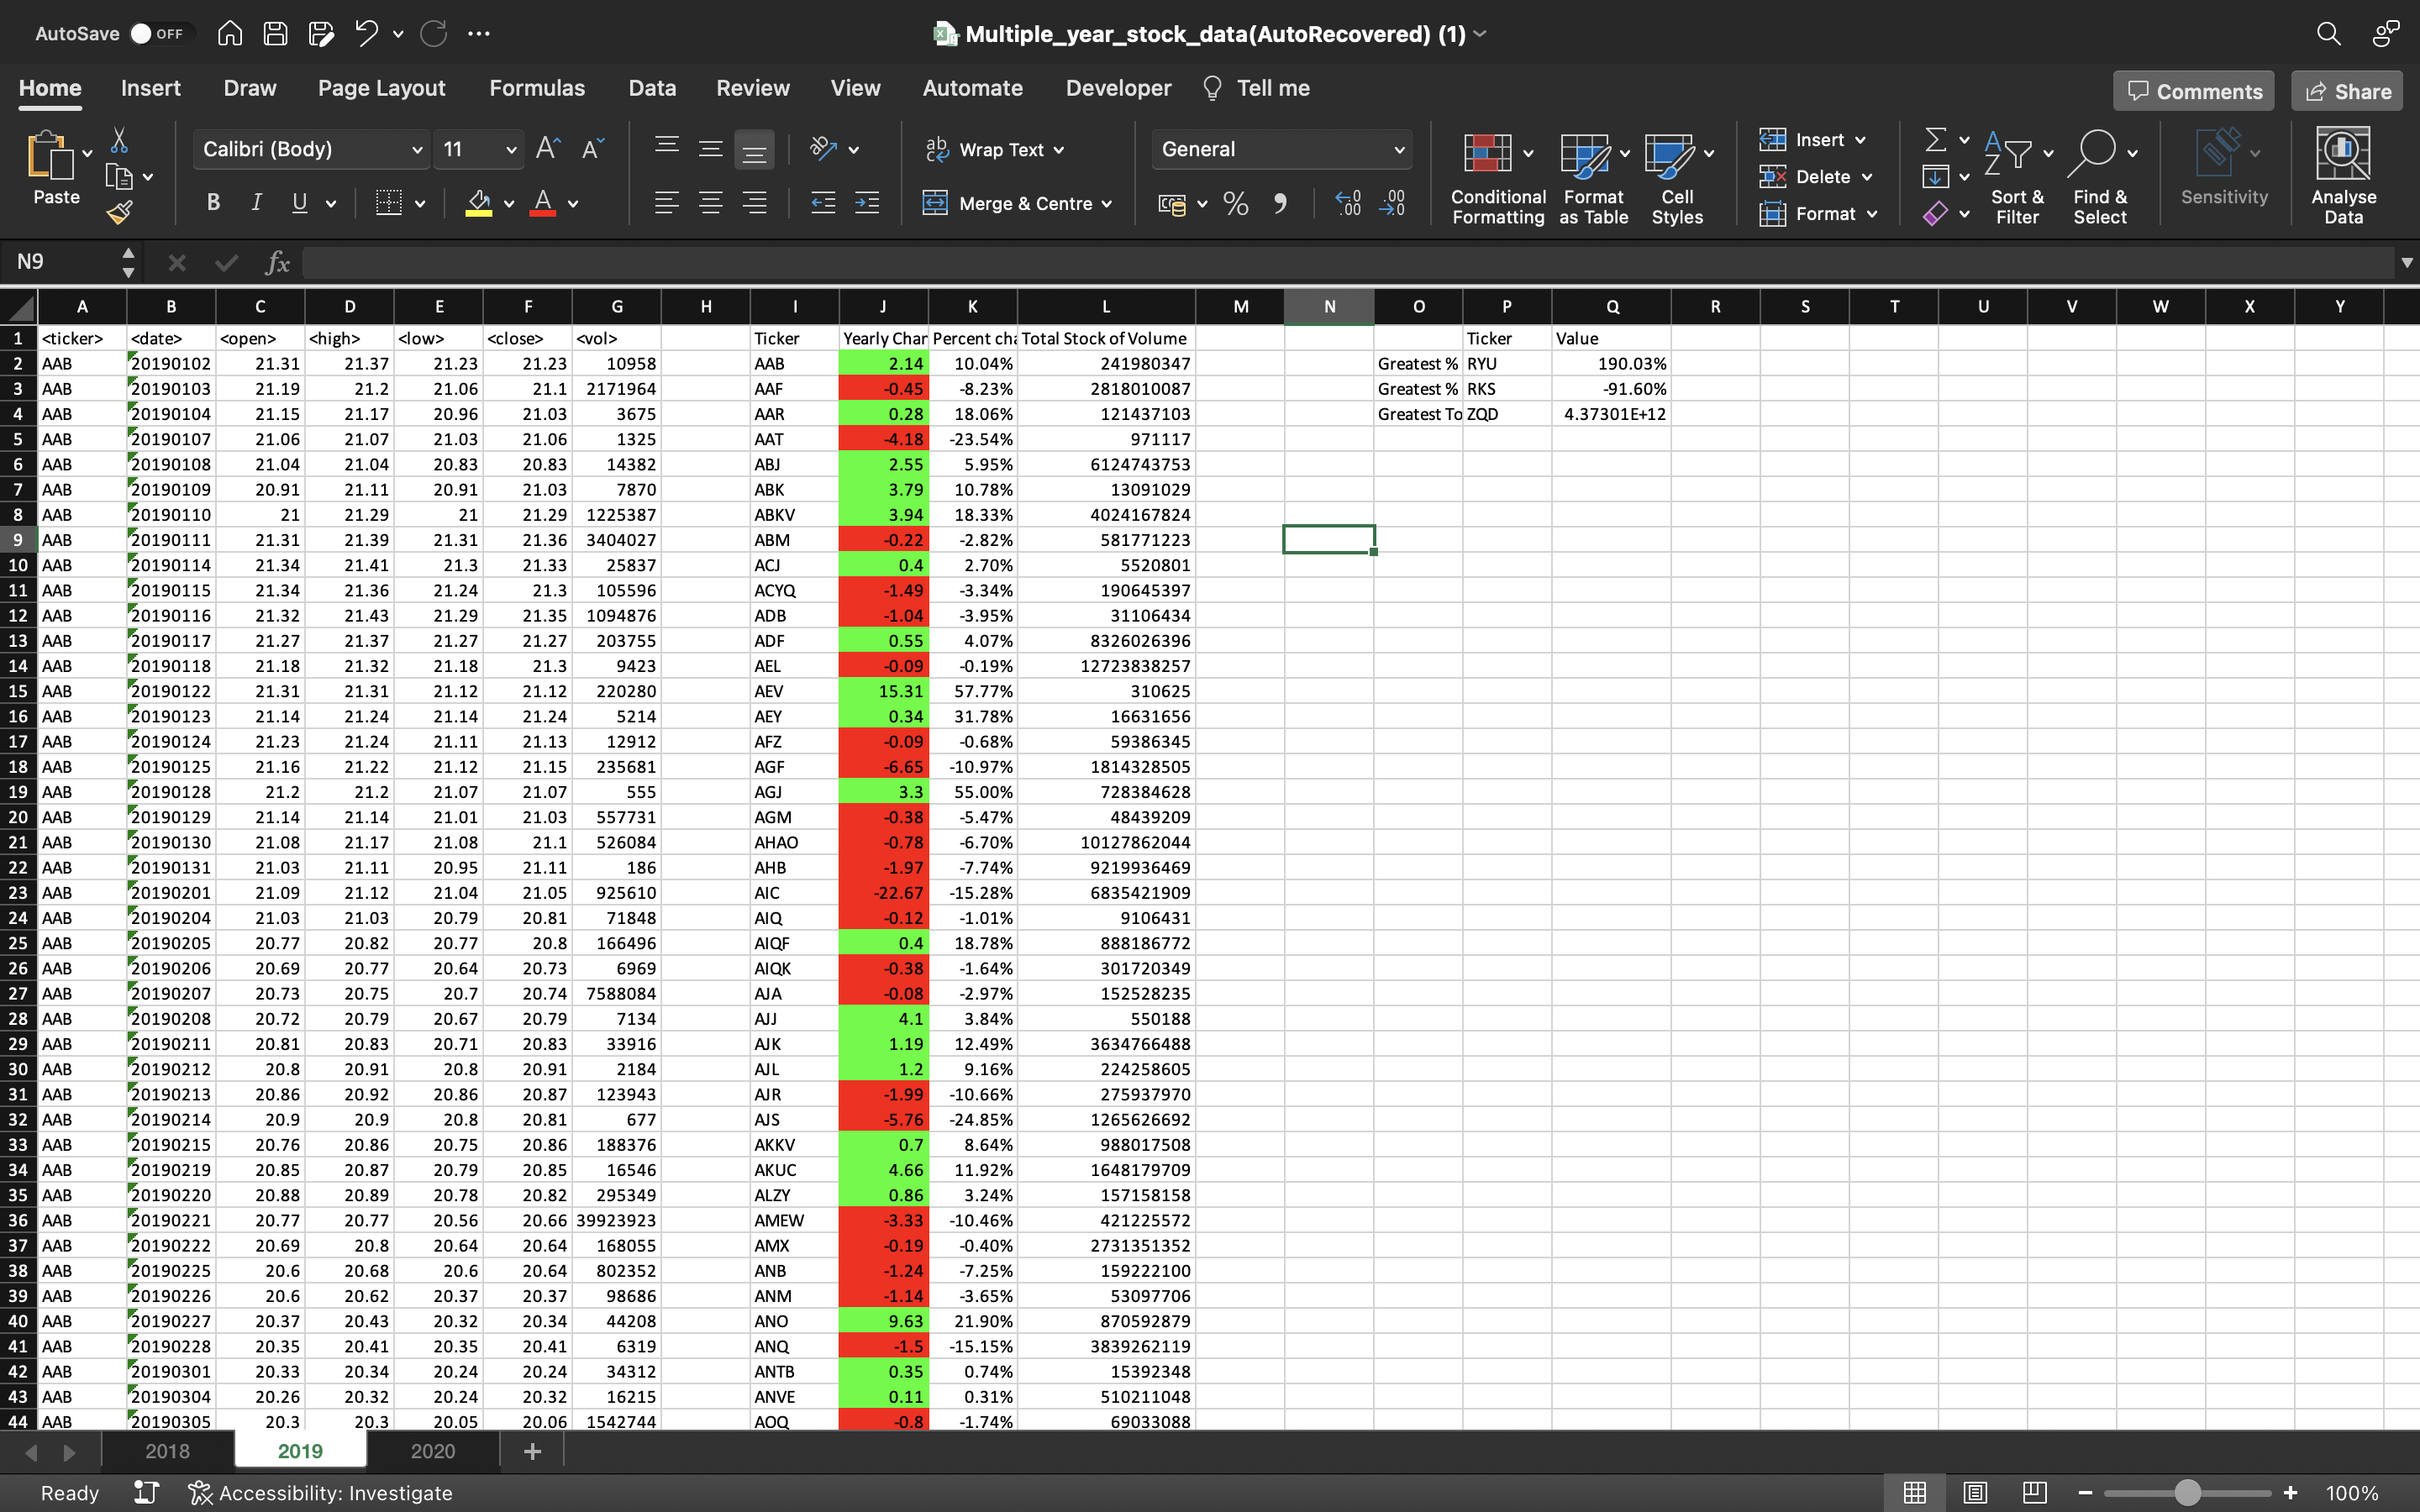 AutoSave OFF Multiple_year_stock_data(AutoRecovered) (1)
Home Insert Draw Page Layout Formulas Data Review View Automate Developer Tell me Comments Share
Paste Calibri (Body) 11 B I U Wrap Text Merge & Centre General Conditional Formatting Format as Table Cell Styles Insert Delete Format Sort & Filter Find & Select Sensitivity Analyse Data
N9 fx
A B C D E F G H I J K L M N O P Q R S T U V W X Y
1 <ticker> <date> <open> <high> <low> <close> <vol> Ticker Yearly Char Percent cha Total Stock of Volume Ticker Value
2 AAB 20190102 21.31 21.37 21.23 21.23 10958 AAB 2.14 10.04% 241980347 Greatest % RYU 190.03%
3 AAB 20190103 21.19 21.2 21.06 21.1 2171964 AAF -0.45 -8.23% 2818010087 Greatest % RKS -91.60%
4 AAB 20190104 21.15 21.17 20.96 21.03 3675 AAR 0.28 18.06% 121437103 Greatest To ZQD 4.37301E+12
5 AAB 20190107 21.06 21.07 21.03 21.06 1325 AAT -4.18 -23.54% 971117
6 AAB 20190108 21.04 21.04 20.83 20.83 14382 ABJ 2.55 5.95% 6124743753
7 AAB 20190109 20.91 21.11 20.91 21.03 7870 ABK 3.79 10.78% 13091029
8 AAB 20190110 21 21.29 21 21.29 1225387 ABKV 3.94 18.33% 4024167824
9 AAB 20190111 21.31 21.39 21.31 21.36 3404027 ABM -0.22 -2.82% 581771223
10 AAB 20190114 21.34 21.41 21.3 21.33 25837 ACJ 0.4 2.70% 5520801
11 AAB 20190115 21.34 21.36 21.24 21.3 105596 ACYQ -1.49 -3.34% 190645397
12 AAB 20190116 21.32 21.43 21.29 21.35 1094876 ADB -1.04 -3.95% 31106434
13 AAB 20190117 21.27 21.37 21.27 21.27 203755 ADF 0.55 4.07% 8326026396
14 AAB 20190118 21.18 21.32 21.18 21.3 9423 AEL -0.09 -0.19% 12723838257
15 AAB 20190122 21.31 21.31 21.12 21.12 220280 AEV 15.31 57.77% 310625
16 AAB 20190123 21.14 21.24 21.14 21.24 5214 AEY 0.34 31.78% 16631656
17 AAB 20190124 21.23 21.24 21.11 21.13 12912 AFZ -0.09 -0.68% 59386345
18 AAB 20190125 21.16 21.22 21.12 21.15 235681 AGF -6.65 -10.97% 1814328505
19 AAB 20190128 21.2 21.2 21.07 21.07 555 AGJ 3.3 55.00% 728384628
20 AAB 20190129 21.14 21.14 21.01 21.03 557731 AGM -0.38 -5.47% 48439209
21 AAB 20190130 21.08 21.17 21.08 21.1 526084 AHAO -0.78 -6.70% 10127862044
22 AAB 20190131 21.03 21.11 20.95 21.11 186 AHB -1.97 -7.74% 9219936469
23 AAB 20190201 21.09 21.12 21.04 21.05 925610 AIC -22.67 -15.28% 6835421909
24 AAB 20190204 21.03 21.03 20.79 20.81 71848 AIQ -0.12 -1.01% 9106431
25 AAB 20190205 20.77 20.82 20.77 20.8 166496 AIQF 0.4 18.78% 888186772
26 AAB 20190206 20.69 20.77 20.64 20.73 6969 AIQK -0.38 -1.64% 301720349
27 AAB 20190207 20.73 20.75 20.7 20.74 7588084 AJA -0.08 -2.97% 152528235
28 AAB 20190208 20.72 20.79 20.67 20.79 7134 AJJ 4.1 3.84% 550188
29 AAB 20190211 20.81 20.83 20.71 20.83 33916 AJK 1.19 12.49% 3634766488
30 AAB 20190212 20.8 20.91 20.8 20.91 2184 AJL 1.2 9.16% 224258605
31 AAB 20190213 20.86 20.92 20.86 20.87 123943 AJR -1.99 -10.66% 275937970
32 AAB 20190214 20.9 20.9 20.8 20.81 677 AJS -5.76 -24.85% 1265626692
33 AAB 20190215 20.76 20.86 20.75 20.86 188376 AKKV 0.7 8.64% 988017508
34 AAB 20190219 20.85 20.87 20.79 20.85 16546 AKUC 4.66 11.92% 1648179709
35 AAB 20190220 20.88 20.89 20.78 20.82 295349 ALZY 0.86 3.24% 157158158
36 AAB 20190221 20.77 20.77 20.56 20.66 39923923 AMEW -3.33 -10.46% 421225572
37 AAB 20190222 20.69 20.8 20.64 20.64 168055 AMX -0.19 -0.40% 2731351352
38 AAB 20190225 20.6 20.68 20.6 20.64 802352 ANB -1.24 -7.25% 159222100
39 AAB 20190226 20.6 20.62 20.37 20.37 98686 ANM -1.14 -3.65% 53097706
40 AAB 20190227 20.37 20.43 20.32 20.34 44208 ANO 9.63 21.90% 870592879
41 AAB 20190228 20.35 20.41 20.35 20.41 6319 ANQ -1.5 -15.15% 3839262119
42 AAB 20190301 20.33 20.34 20.24 20.24 34312 ANTB 0.35 0.74% 15392348
43 AAB 20190304 20.26 20.32 20.24 20.32 16215 ANVE 0.11 0.31% 510211048
44 AAB 20190305 20.3 20.3 20.05 20.06 1542744 AOQ -0.8 -1.74% 69033088
2018 2019 2020 +
Ready Accessibility: Investigate 100%